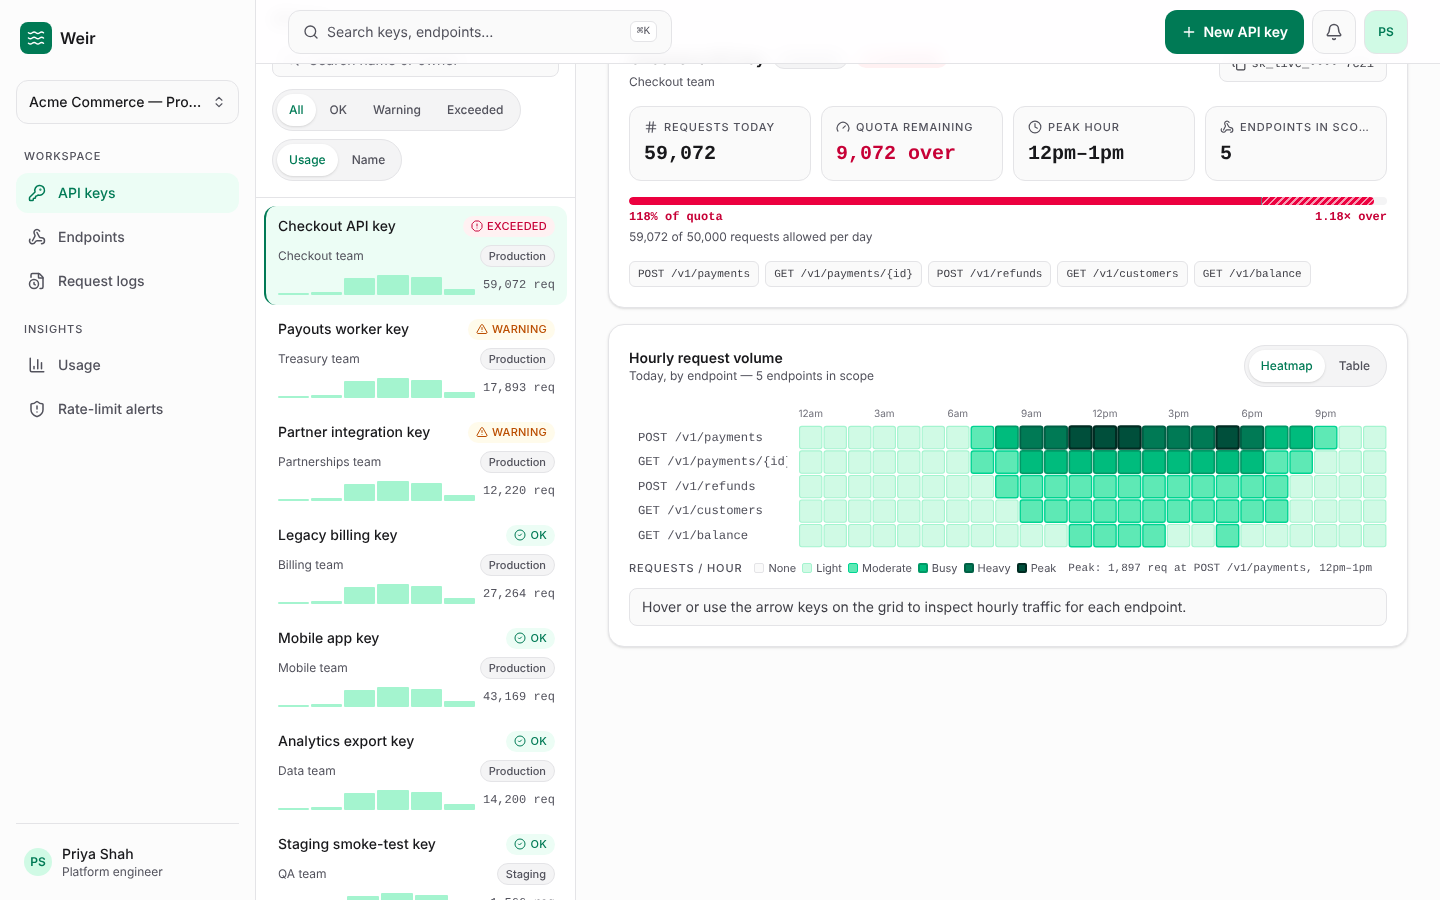 Weir
Search keys, endpoints...
⌘K
New API key
PS
Acme Commerce — Pro...
WORKSPACE
API keys
Endpoints
Request logs
INSIGHTS
Usage
Rate-limit alerts
Priya Shah
Platform engineer
PS
All
OK
Warning
Exceeded
Usage
Name
Checkout API key
EXCEEDED
Checkout team
Production
59,072 req
Payouts worker key
WARNING
Treasury team
Production
17,893 req
Partner integration key
WARNING
Partnerships team
Production
12,220 req
Legacy billing key
OK
Billing team
Production
27,264 req
Mobile app key
OK
Mobile team
Production
43,169 req
Analytics export key
OK
Data team
Production
14,200 req
Staging smoke-test key
OK
QA team
Staging
Checkout team
REQUESTS TODAY
59,072
QUOTA REMAINING
9,072 over
PEAK HOUR
12pm–1pm
ENDPOINTS IN SCO...
5
118% of quota
1.18× over
59,072 of 50,000 requests allowed per day
POST /v1/payments
GET /v1/payments/{id}
POST /v1/refunds
GET /v1/customers
GET /v1/balance
Hourly request volume
Today, by endpoint — 5 endpoints in scope
Heatmap
Table
12am 3am 6am 9am 12pm 3pm 6pm 9pm
POST /v1/payments
GET /v1/payments/{id}
POST /v1/refunds
GET /v1/customers
GET /v1/balance
REQUESTS / HOUR None Light Moderate Busy Heavy Peak Peak: 1,897 req at POST /v1/payments, 12pm–1pm
Hover or use the arrow keys on the grid to inspect hourly traffic for each endpoint.